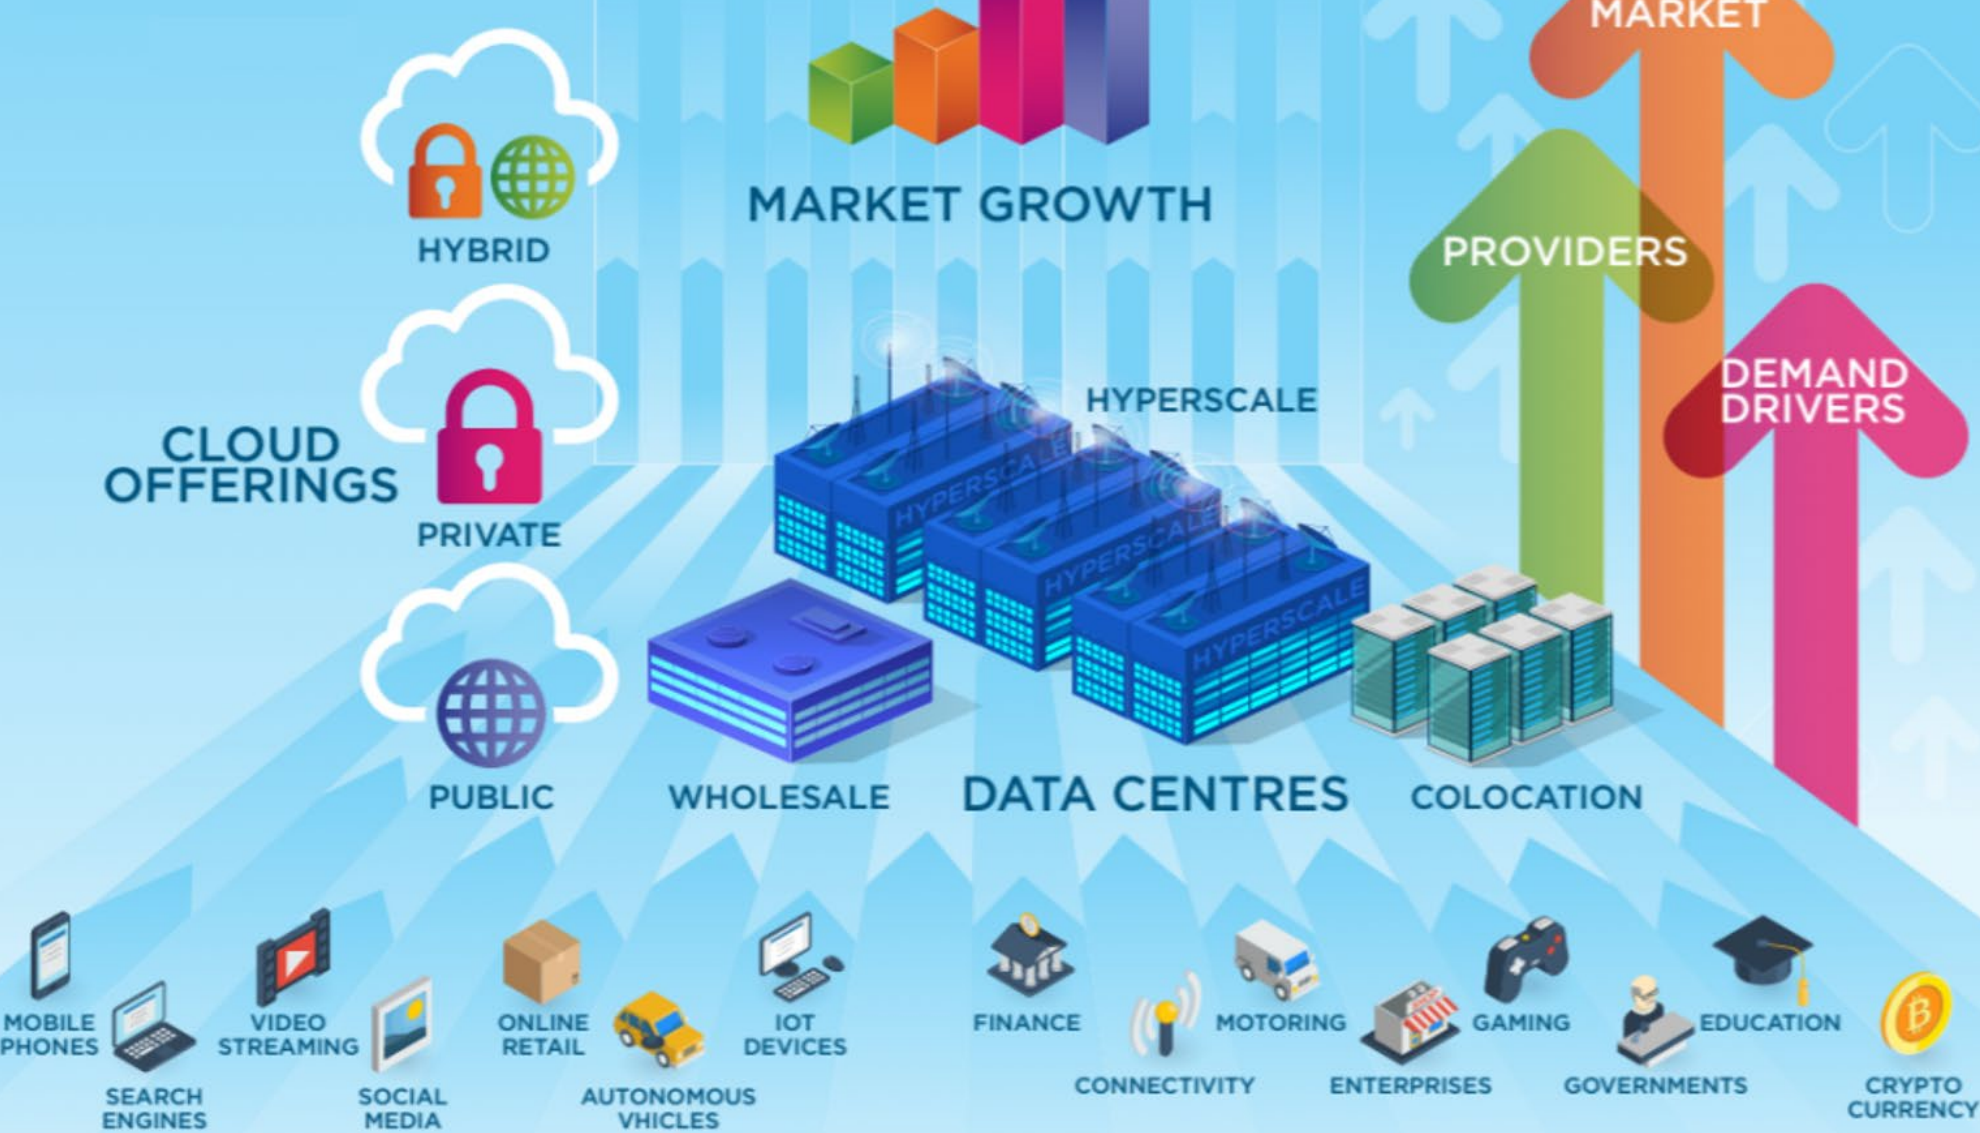 MARKET
MARKET GROWTH
HYBRID
PROVIDERS
DEMAND
DRIVERS
HYPERSCALE
CLOUD
OFFERINGS
PRIVATE
HYPERSCALE
HYPERSCALE
HYPERSCALE
PUBLIC
WHOLESALE
DATA CENTRES
COLOCATION
MOBILE
PHONES
SEARCH
ENGINES
VIDEO
STREAMING
SOCIAL
MEDIA
ONLINE
RETAIL
AUTONOMOUS
VHICLES
IOT
DEVICES
FINANCE
CONNECTIVITY
MOTORING
ENTERPRISES
GAMING
GOVERNMENTS
EDUCATION
CRYPTO
CURRENCY